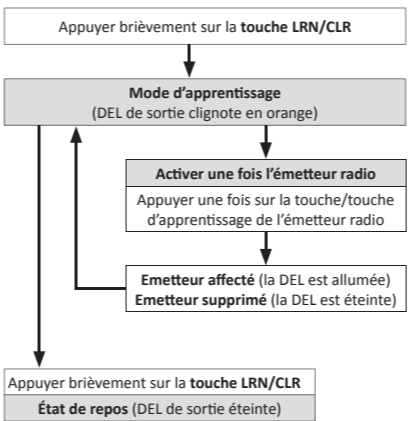 Appuyer brièvement sur la touche LRN/CLR
Mode d’apprentissage
(DEL de sortie clignote en orange)
Activer une fois l’émetteur radio
Appuyer une fois sur la touche/touche
d’apprentissage de l’émetteur radio
Emetteur affecté (la DEL est allumée)
Emetteur supprimé (la DEL est éteinte)
Appuyer brièvement sur la touche LRN/CLR
État de repos (DEL de sortie éteinte)